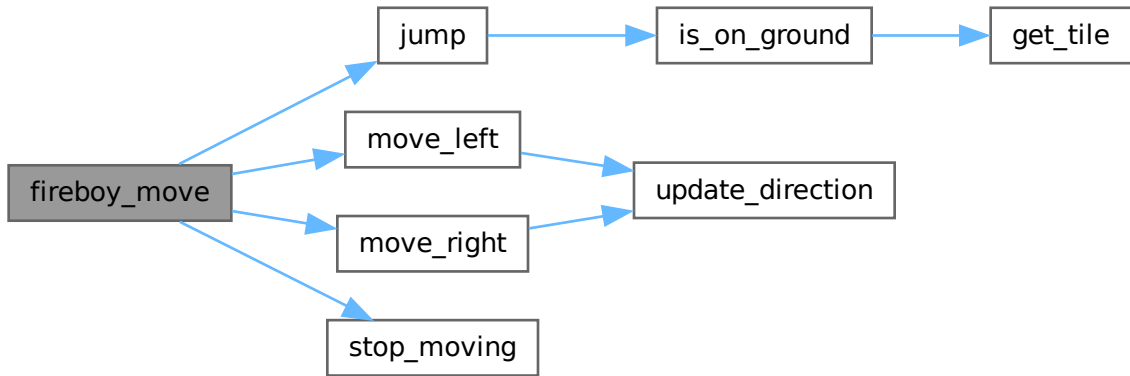 fireboy_move
jump
is_on_ground
get_tile
move_left
update_direction
move_right
stop_moving